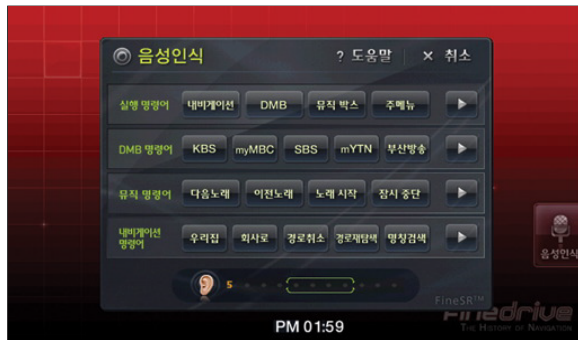 음성인식 ? 도움말 × 취소
실행 명령어 내비게이션 DMB 뮤직 박스 주메뉴
DMB 명령어 KBS myMBC SBS mYTN 부산방송
뮤직 명령어 다음노래 이전노래 노래 시작 잠시 중단
내비게이션
명령어 우리집 회사로 경로취소 경로재탐색 명칭검색
음성인식
5
FineSR™
Finedrive
THE HISTORY OF NAVIGATION
PM 01:59